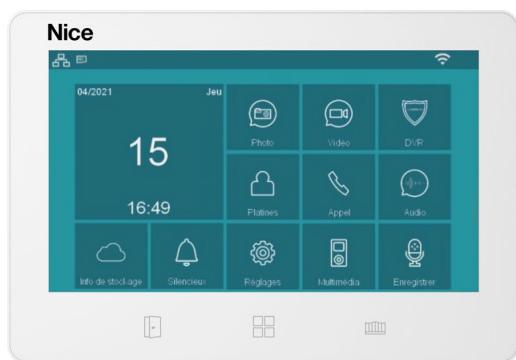 Nice
04/2021 Jeu
15
16:49
Photo
Vidéo
DVR
Platines
Appel
Audio
Info de stockage
Silencieux
Réglages
Multimédia
Enregistrer